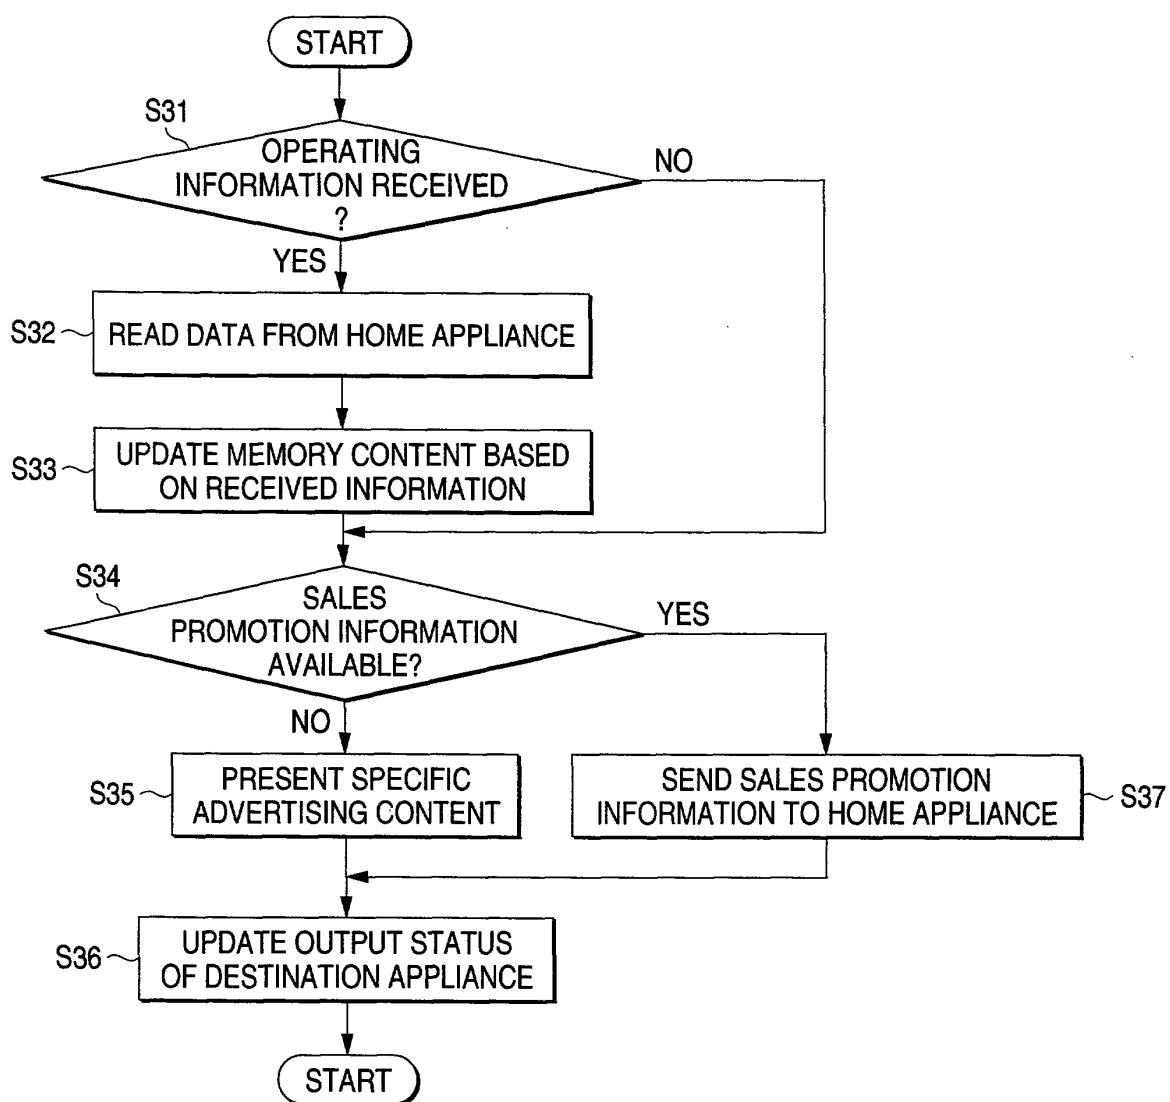 START
S31
OPERATING
INFORMATION RECEIVED
?
NO
YES
S32
READ DATA FROM HOME APPLIANCE
S33
UPDATE MEMORY CONTENT BASED
ON RECEIVED INFORMATION
S34
SALES
PROMOTION INFORMATION
AVAILABLE?
YES
NO
S35
PRESENT SPECIFIC
ADVERTISING CONTENT
SEND SALES PROMOTION
INFORMATION TO HOME APPLIANCE
S37
S36
UPDATE OUTPUT STATUS
OF DESTINATION APPLIANCE
START